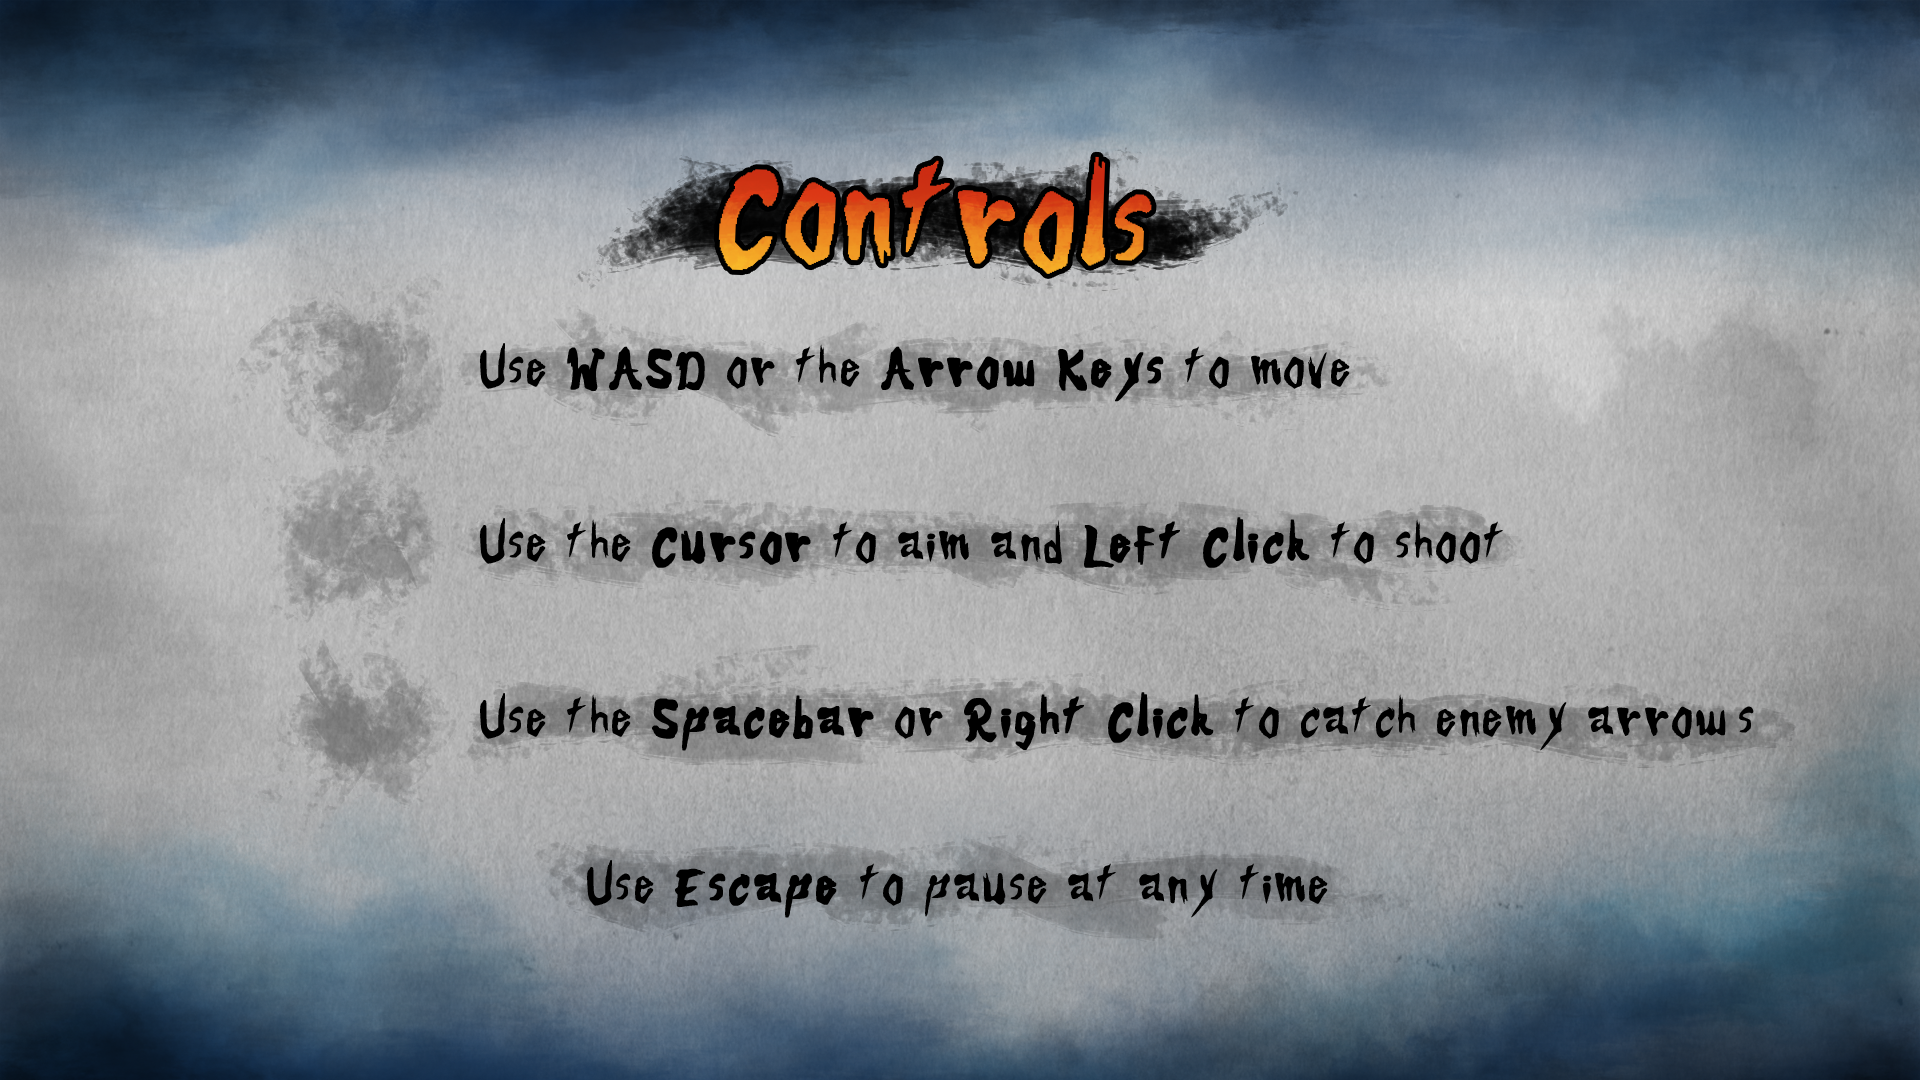 Controls
Use WASD or the Arrow Keys to move
Use the Cursor to aim and Left Click to shoot
Use the Spacebar or Right Click to catch enemy arrows
Use Escape to pause at any time